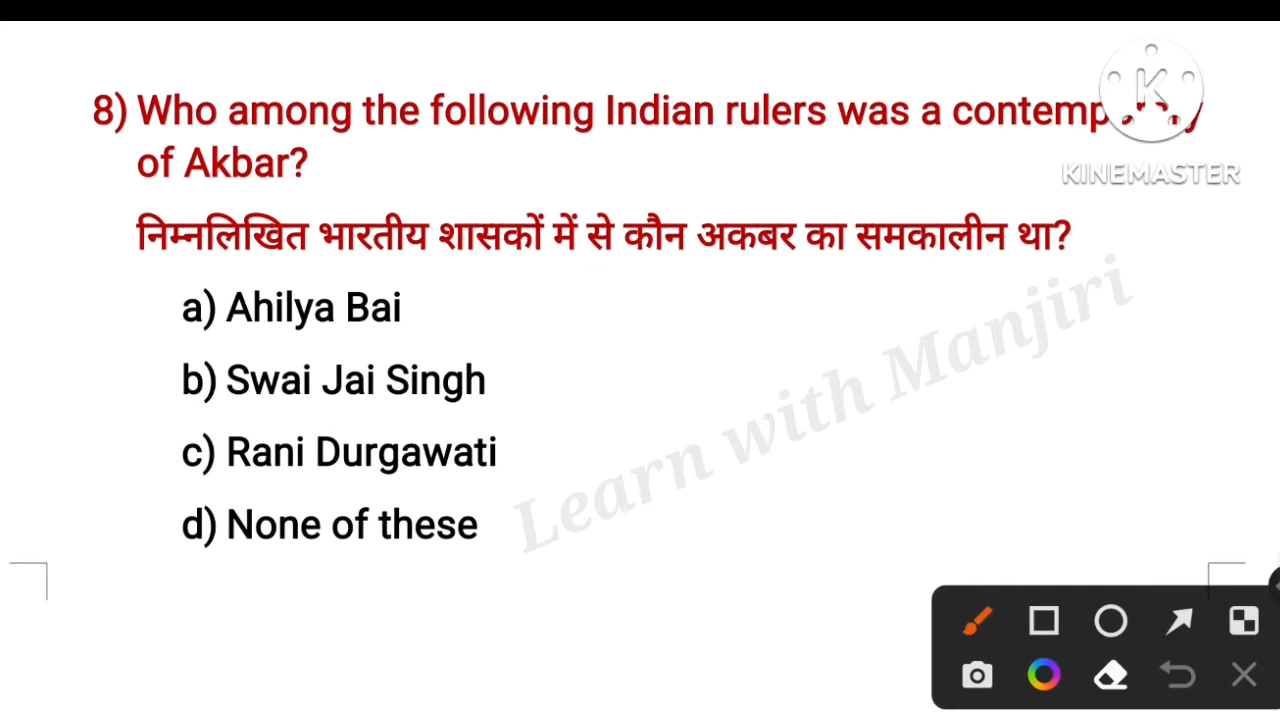 8) Who among the following Indian rulers was a contemporary
of Akbar?
निम्नलिखित भारतीय शासकों में से कौन अकबर का समकालीन था?
a) Ahilya Bai
b) Swai Jai Singh
c) Rani Durgawati
d) None of these
Learn with Manjiri
K
KINEMASTER